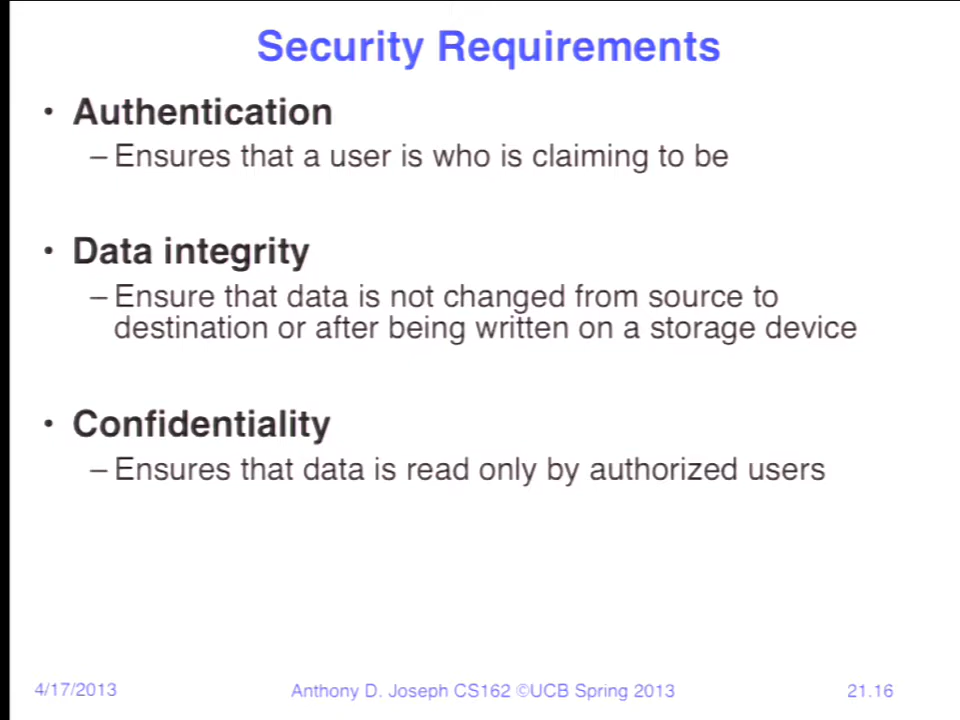 Security Requirements
• Authentication
– Ensures that a user is who is claiming to be
• Data integrity
– Ensure that data is not changed from source to
destination or after being written on a storage device
• Confidentiality
– Ensures that data is read only by authorized users
4/17/2013 Anthony D. Joseph CS162 ©UCB Spring 2013 21.16